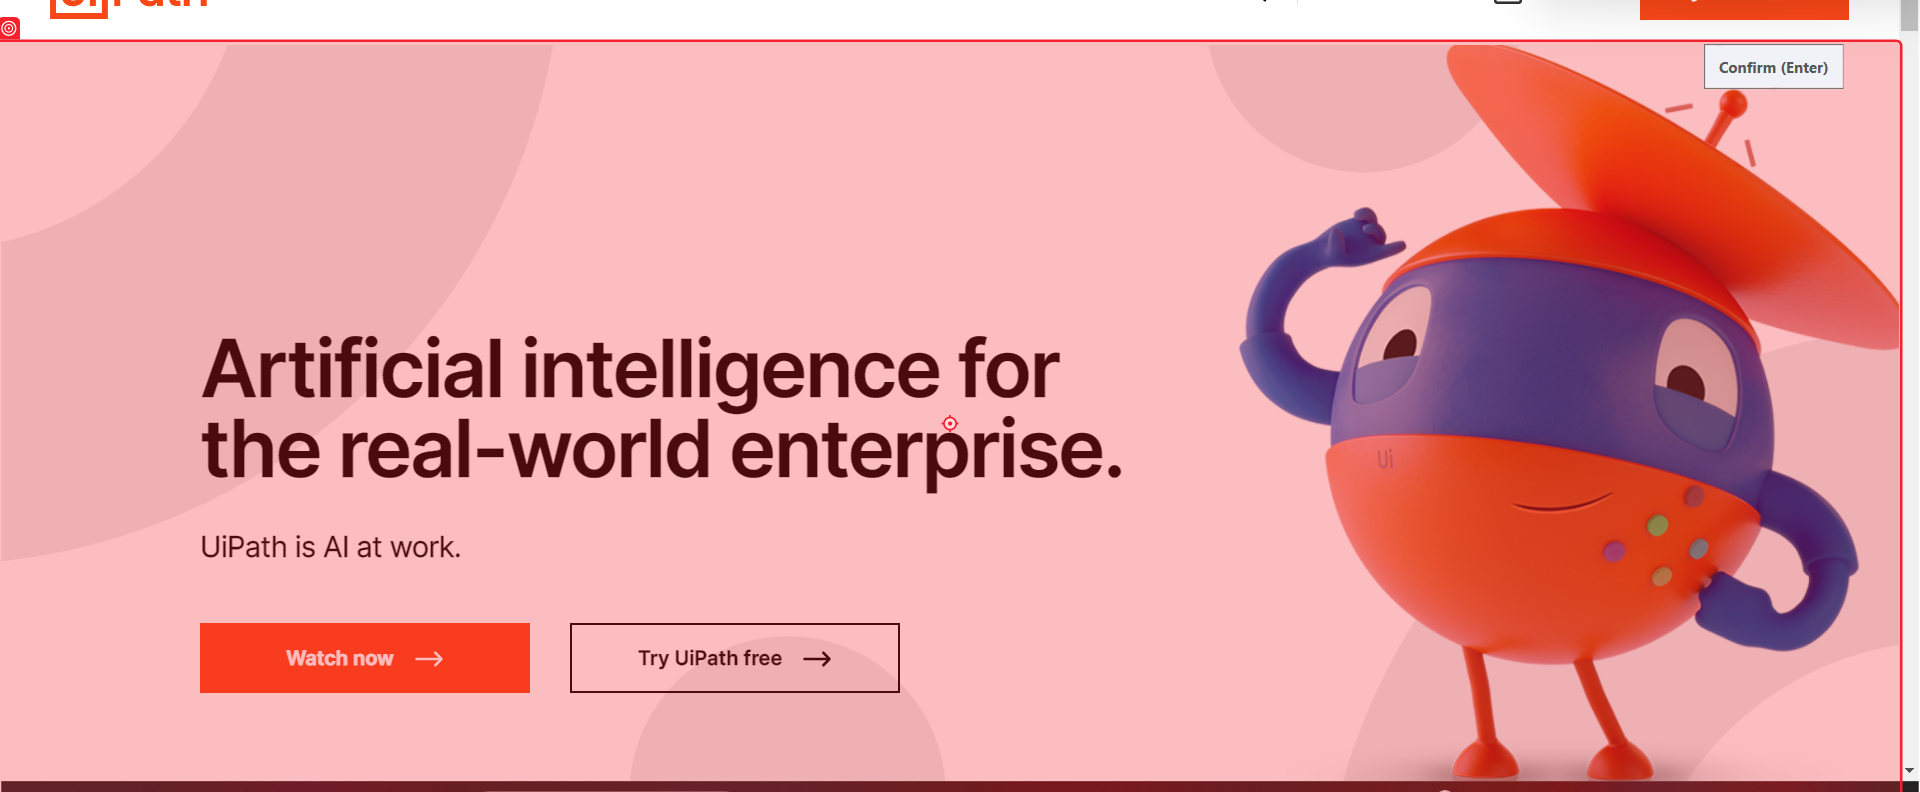 Confirm (Enter)
Artificial intelligence for
the real-world enterprise.
Ui
UiPath is AI at work.
Watch now
Try UiPath free